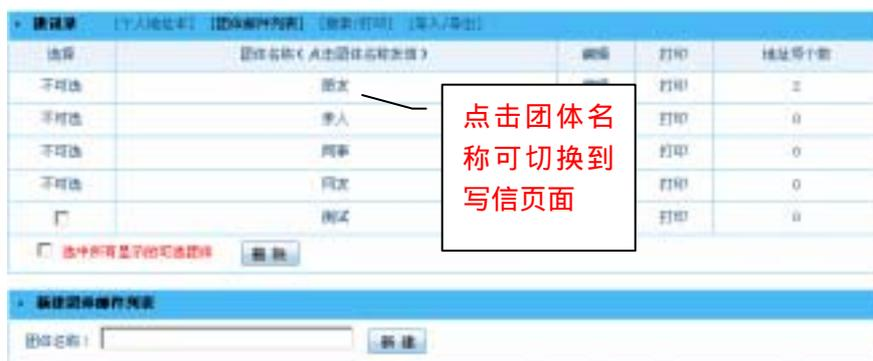 通讯录 [个人地址本] [团体邮件列表] [搜索/打印] [导入/导出]
选择 团体名称(点击团体名称发信) 编辑 打印 地址项个数
不可选 朋友 编辑 打印 2
不可选 亲人 打印 0
不可选 同事 打印 0
不可选 网友 打印 0
测试 打印 0
点击团体名
称可切换到
写信页面
选中所有显示的可选团体 删除
新建团体邮件列表
团体名称: 新建